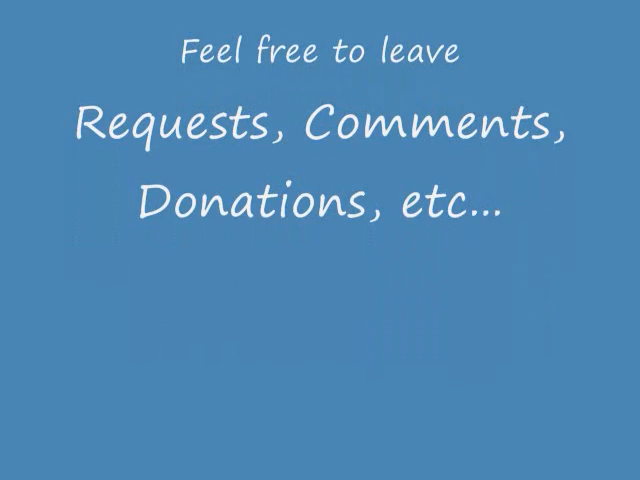 Feel free to leave
Requests, Comments,
Donations, etc...